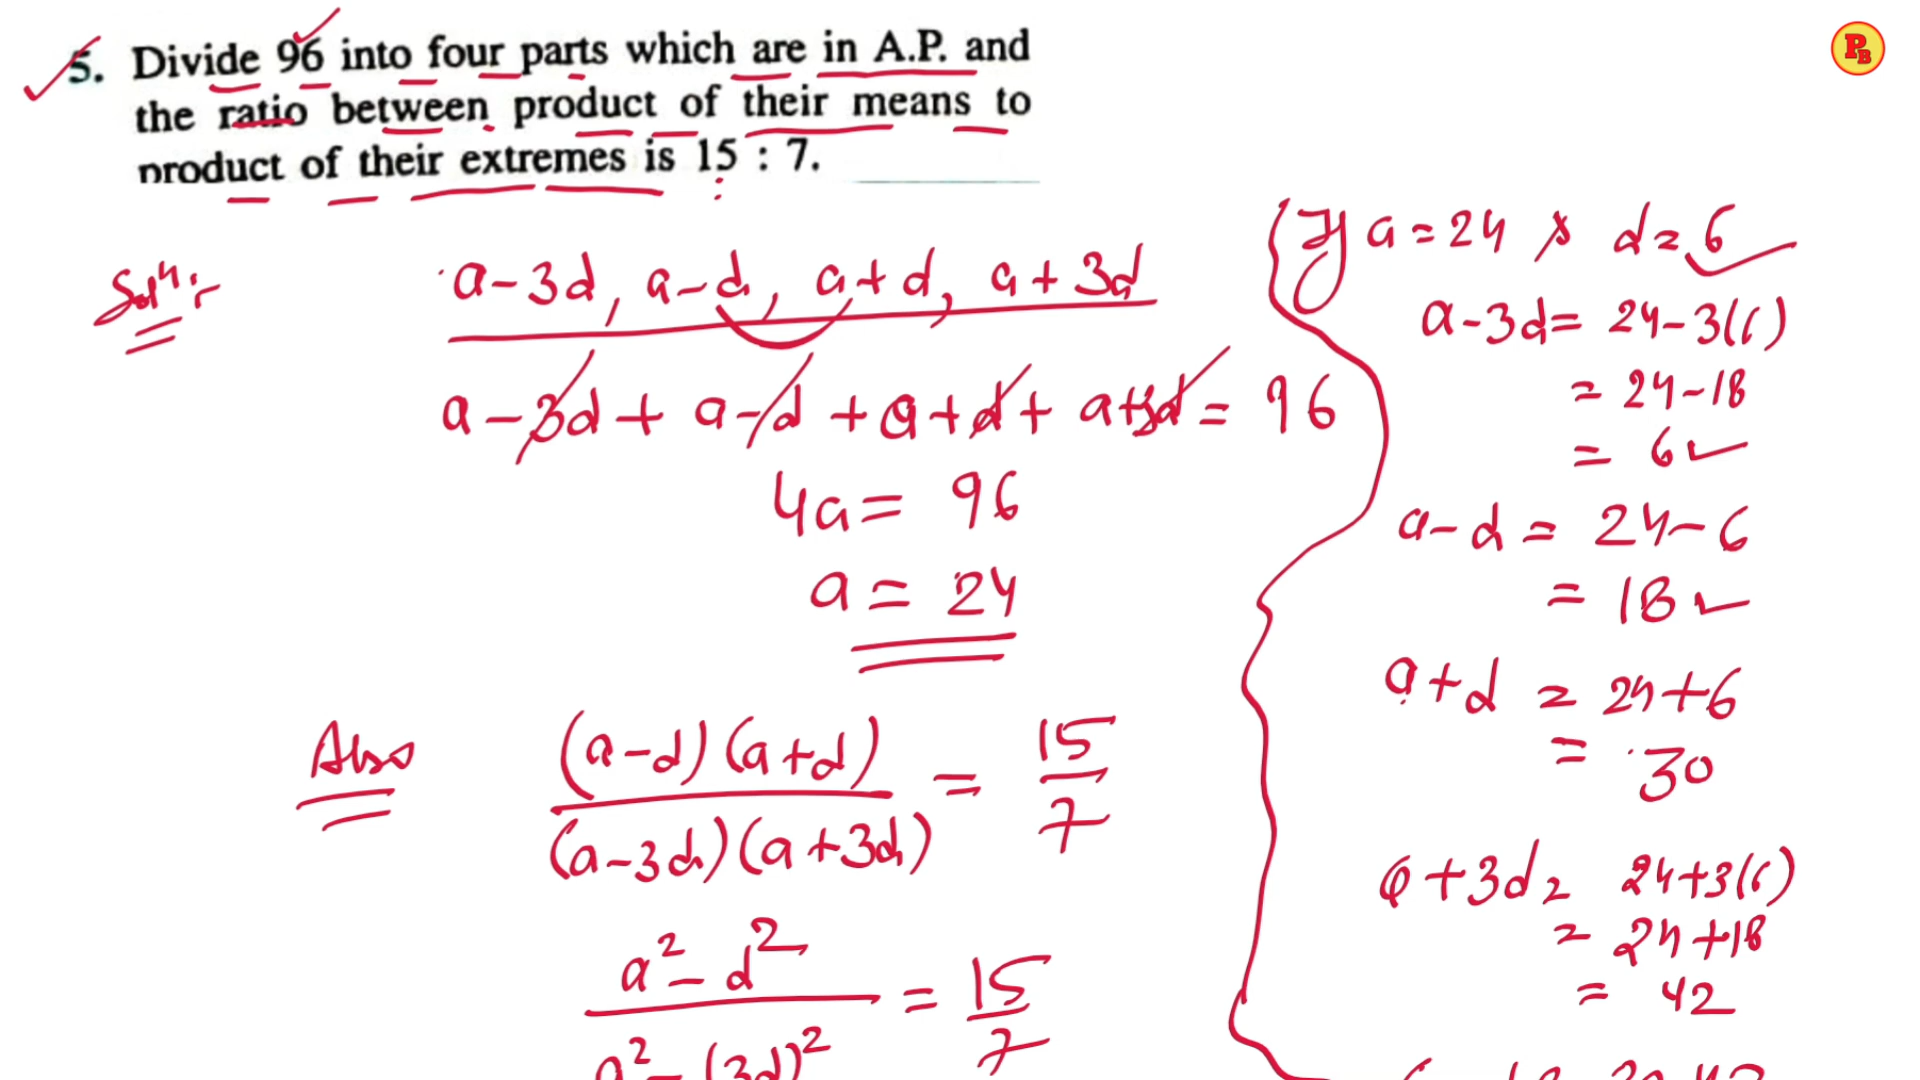 5. Divide 96 into four parts which are in A.P. and
the ratio between product of their means to
product of their extremes is 15 : 7.
PB
Solⁿ:-
a-3d, a-d, a+d, a+3d
a-3d + a-d + a+d + a+3d = 96
4a = 96
a = 24
Also (a-d)(a+d) / (a-3d)(a+3d) = 15/7
a²-d² / a²-(3d)² = 15/7
If a = 24 & d = 6
a-3d = 24-3(6)
= 24-18
= 6
a-d = 24-6
= 18
a+d = 24+6
= 30
a+3d = 24+3(6)
= 24+18
= 42